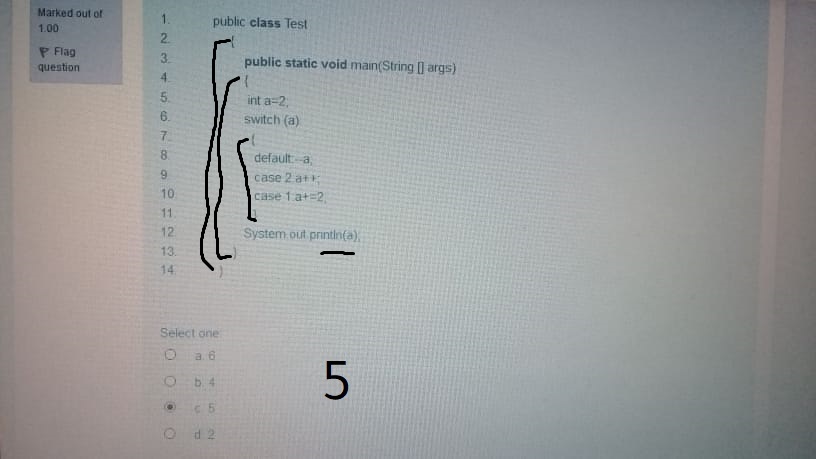 Marked out of
1.00
Flag
question
1. public class Test
2. {
3. public static void main(String [] args)
4. {
5. int a=2;
6. switch (a)
7. {
8. default:--a;
9. case 2:a++;
10. case 1:a+=2;
11. }
12. System.out.println(a);
13. }
14. }
Select one:
a. 6
b. 4
c. 5
d. 2
5